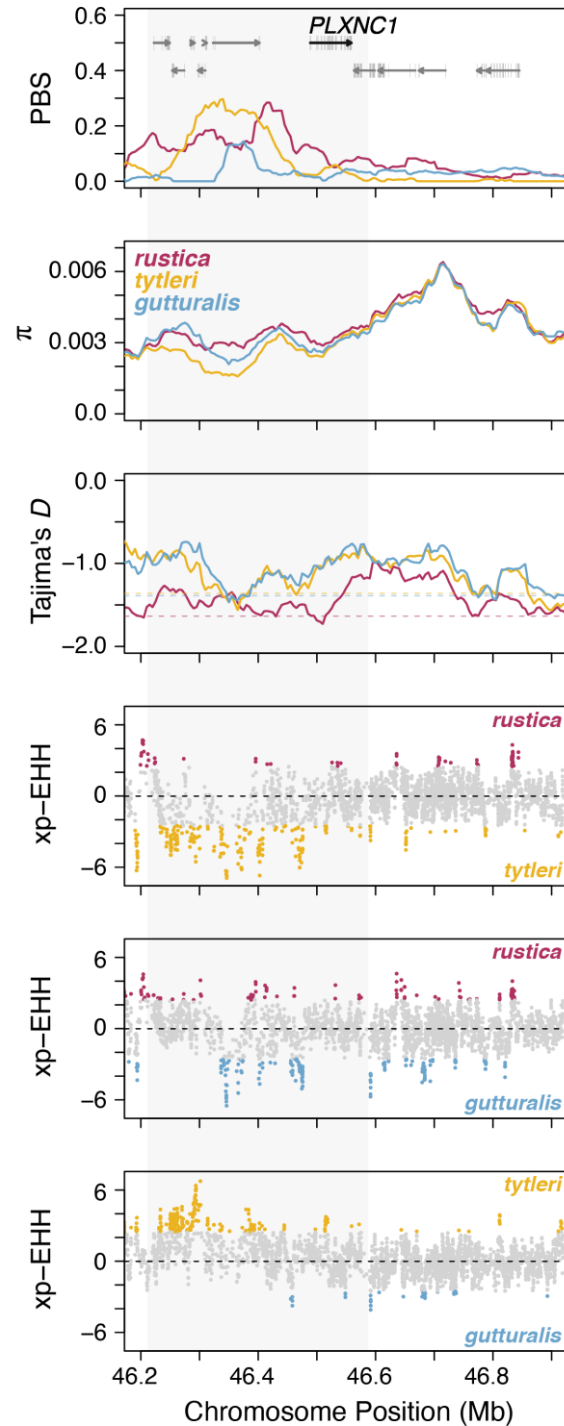 PLXNC1
PBS
0.6
0.4
0.2
0.0
rustica
tytleri
gutturalis
π
0.006
0.003
0.0
Tajima's D
0.0
−1.0
−2.0
xp−EHH
6
0
−6
rustica
tytleri
xp−EHH
6
0
−6
rustica
gutturalis
xp−EHH
6
0
−6
tytleri
gutturalis
46.2 46.4 46.6 46.8
Chromosome Position (Mb)